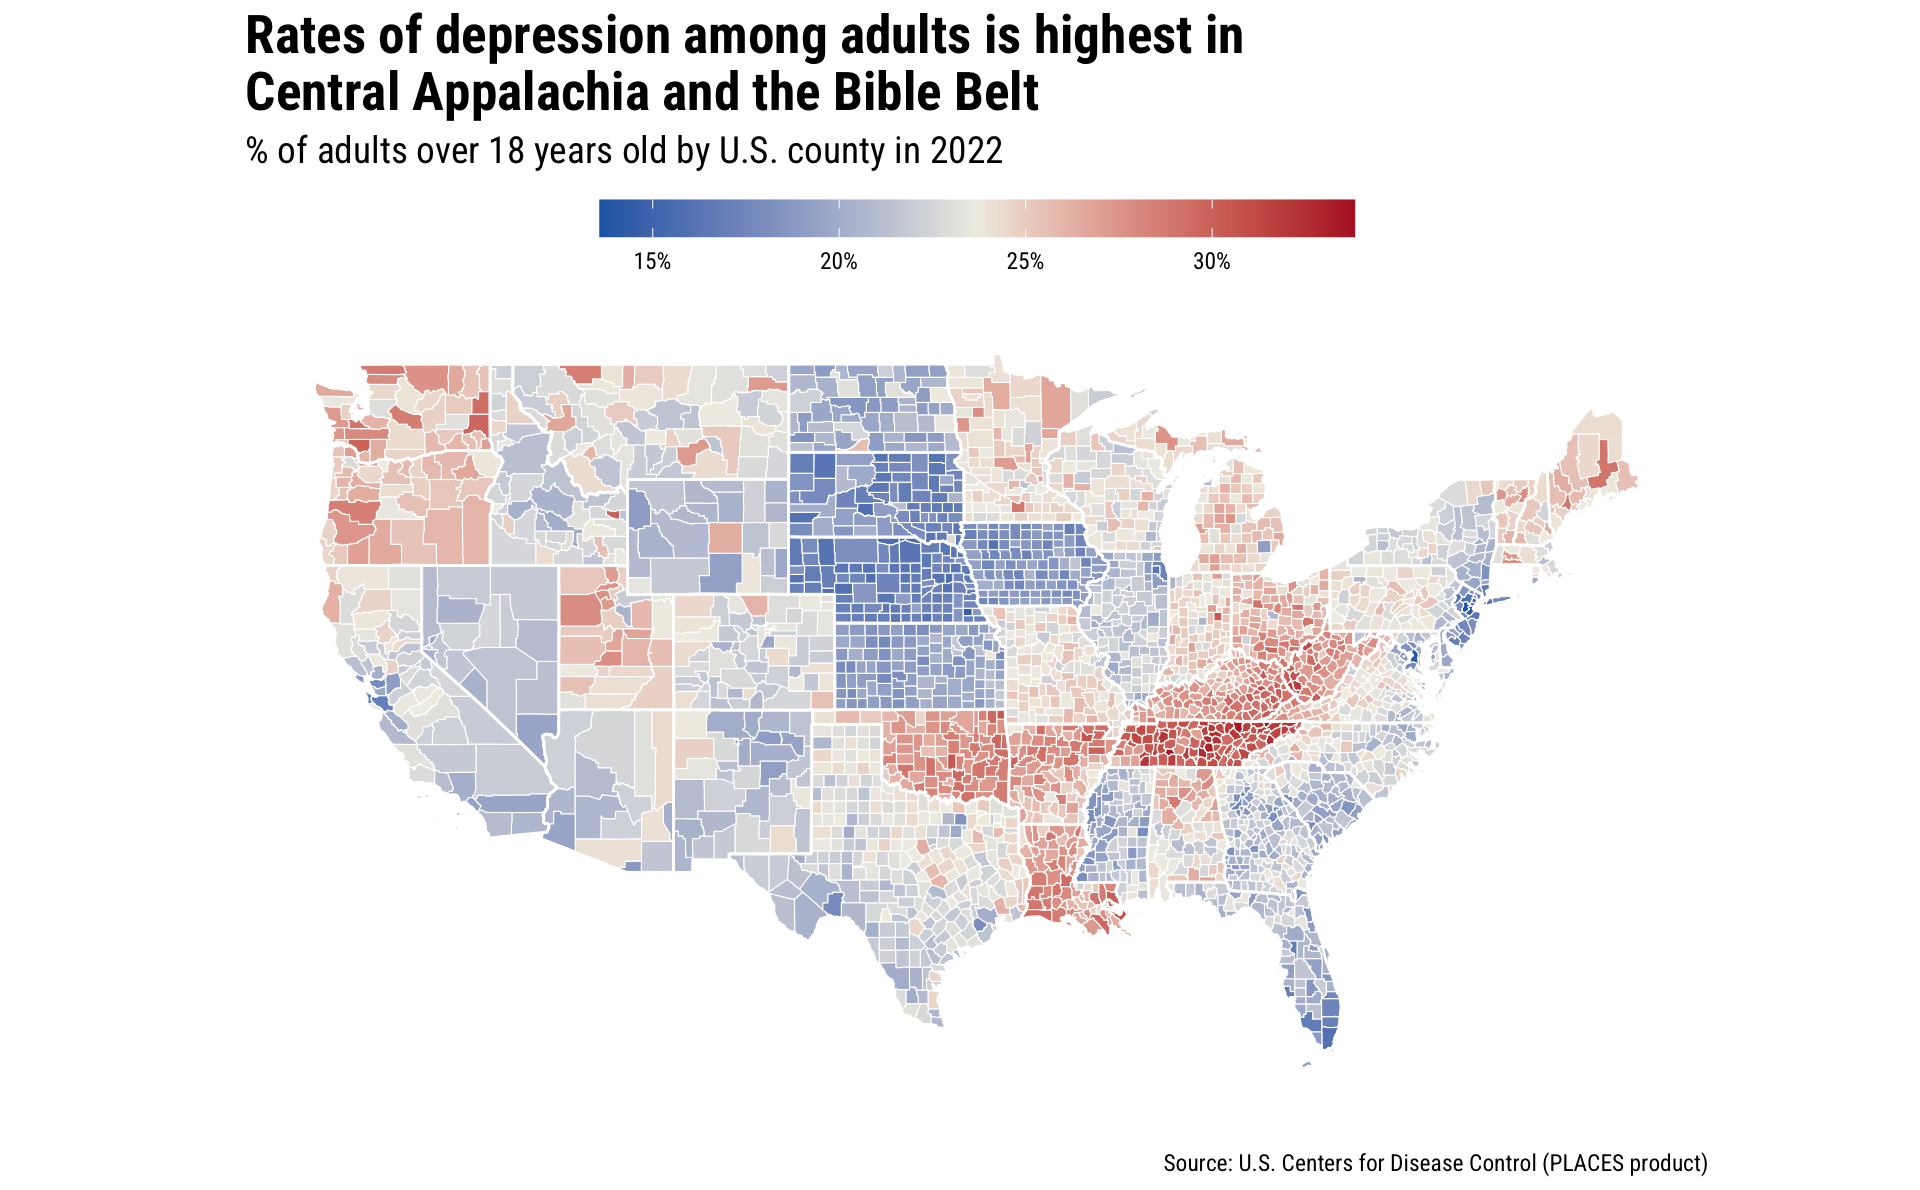 Rates of depression among adults is highest in
Central Appalachia and the Bible Belt
% of adults over 18 years old by U.S. county in 2022
15% 20% 25% 30%
Source: U.S. Centers for Disease Control (PLACES product)